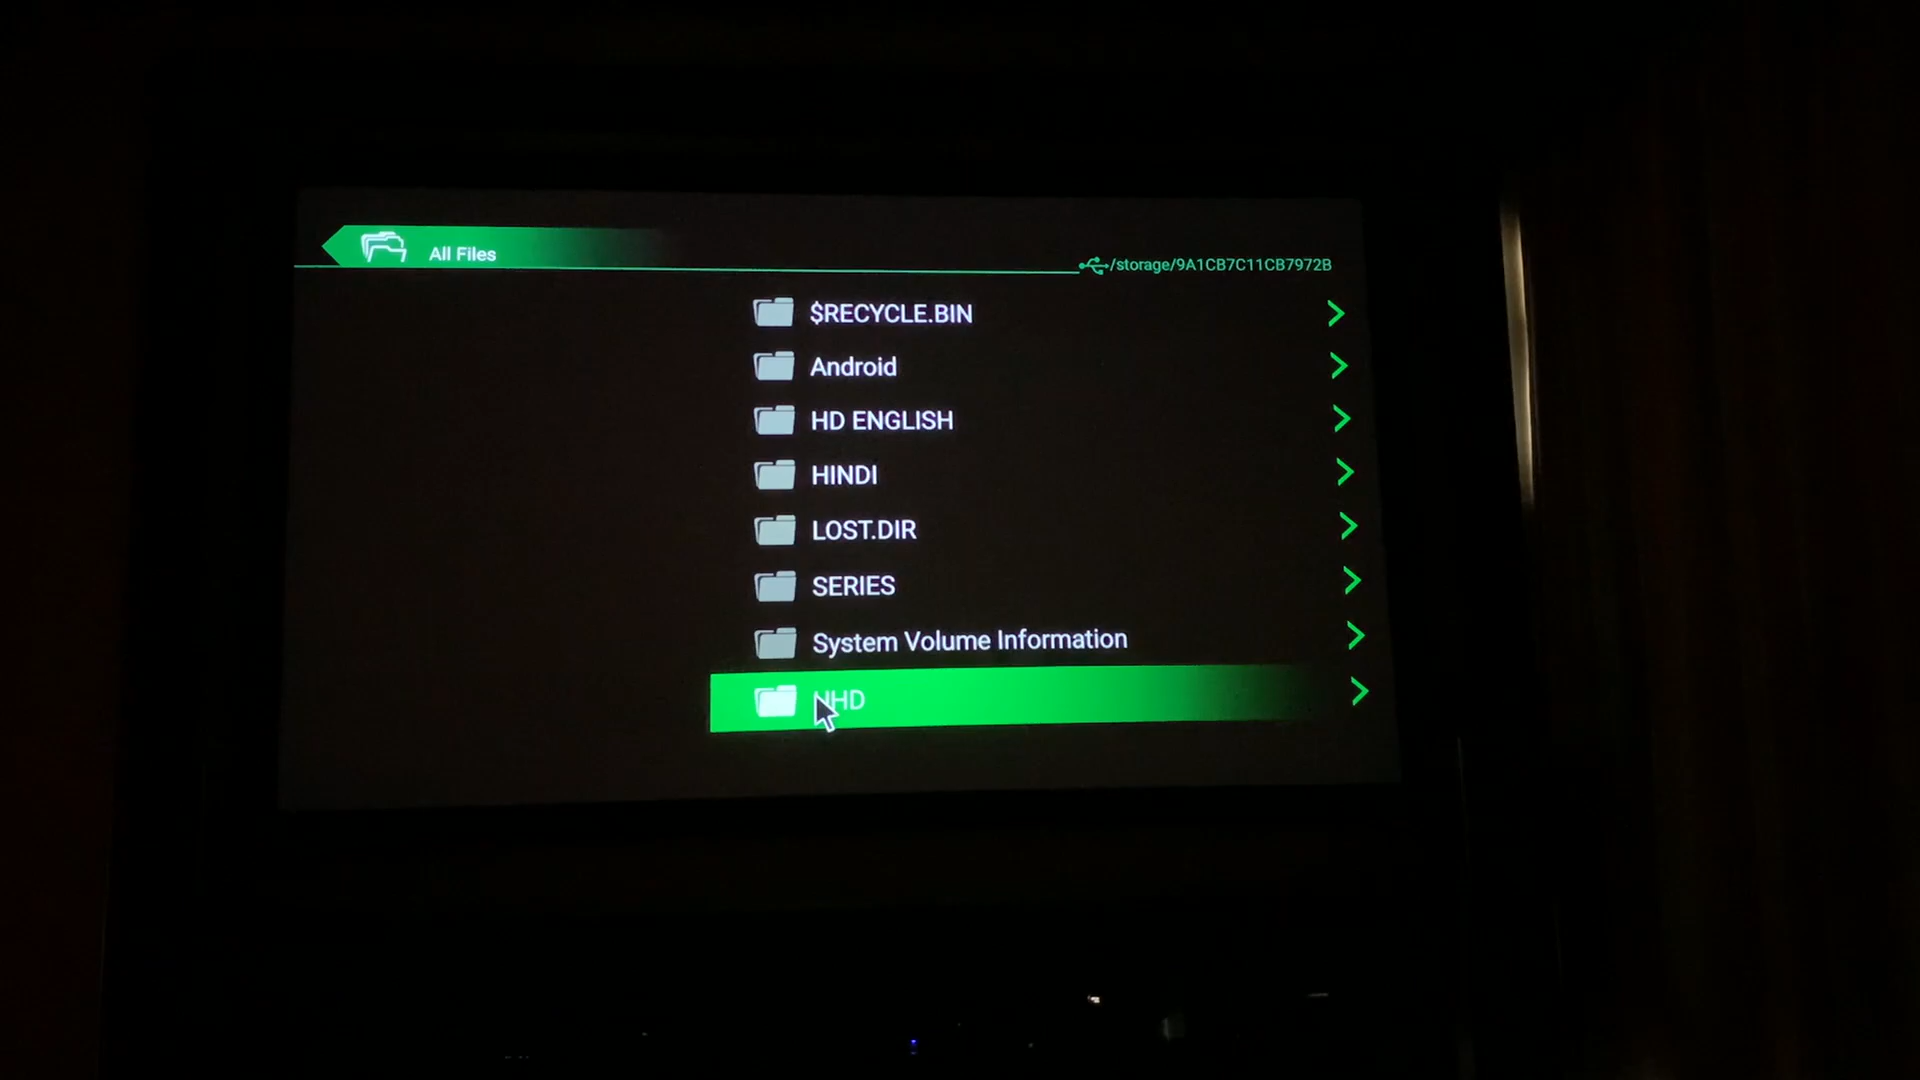 All Files
/storage/9A1CB7C11CB7972B
$RECYCLE.BIN
Android
HD ENGLISH
HINDI
LOST.DIR
SERIES
System Volume Information